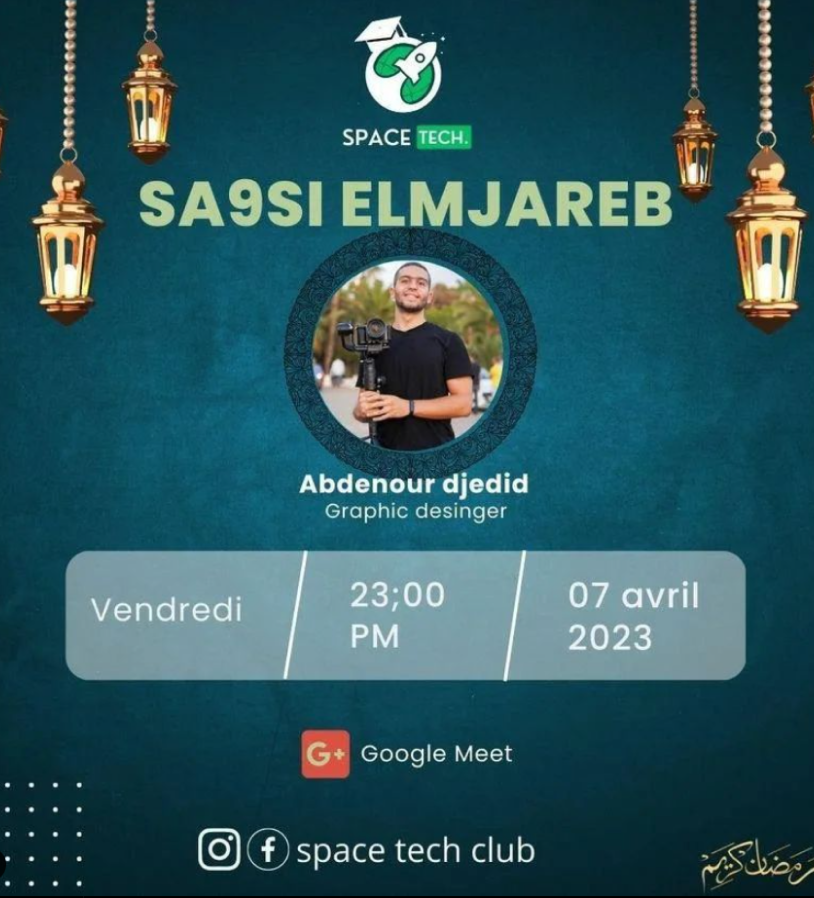 SPACE TECH.
SA9SI ELMJAREB
Abdenour djedid
Graphic desinger
Vendredi
23;00
PM
07 avril
2023
G+ Google Meet
space tech club
رمضان كريم